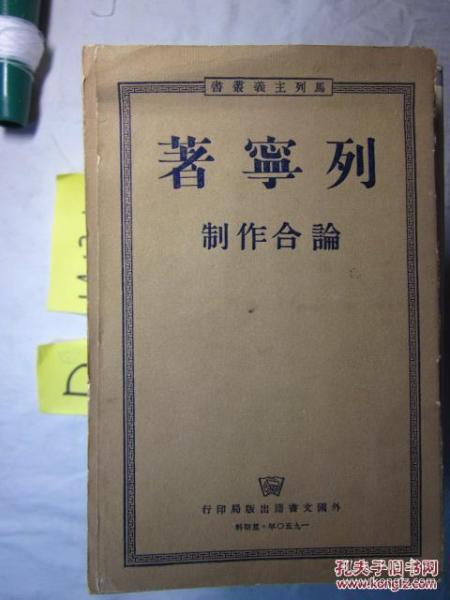 馬列主義叢書
列寧著
論合作制
外國文書籍出版局印行
一九五〇年·莫斯科
D
孔夫子旧书网
www.kongfz.com